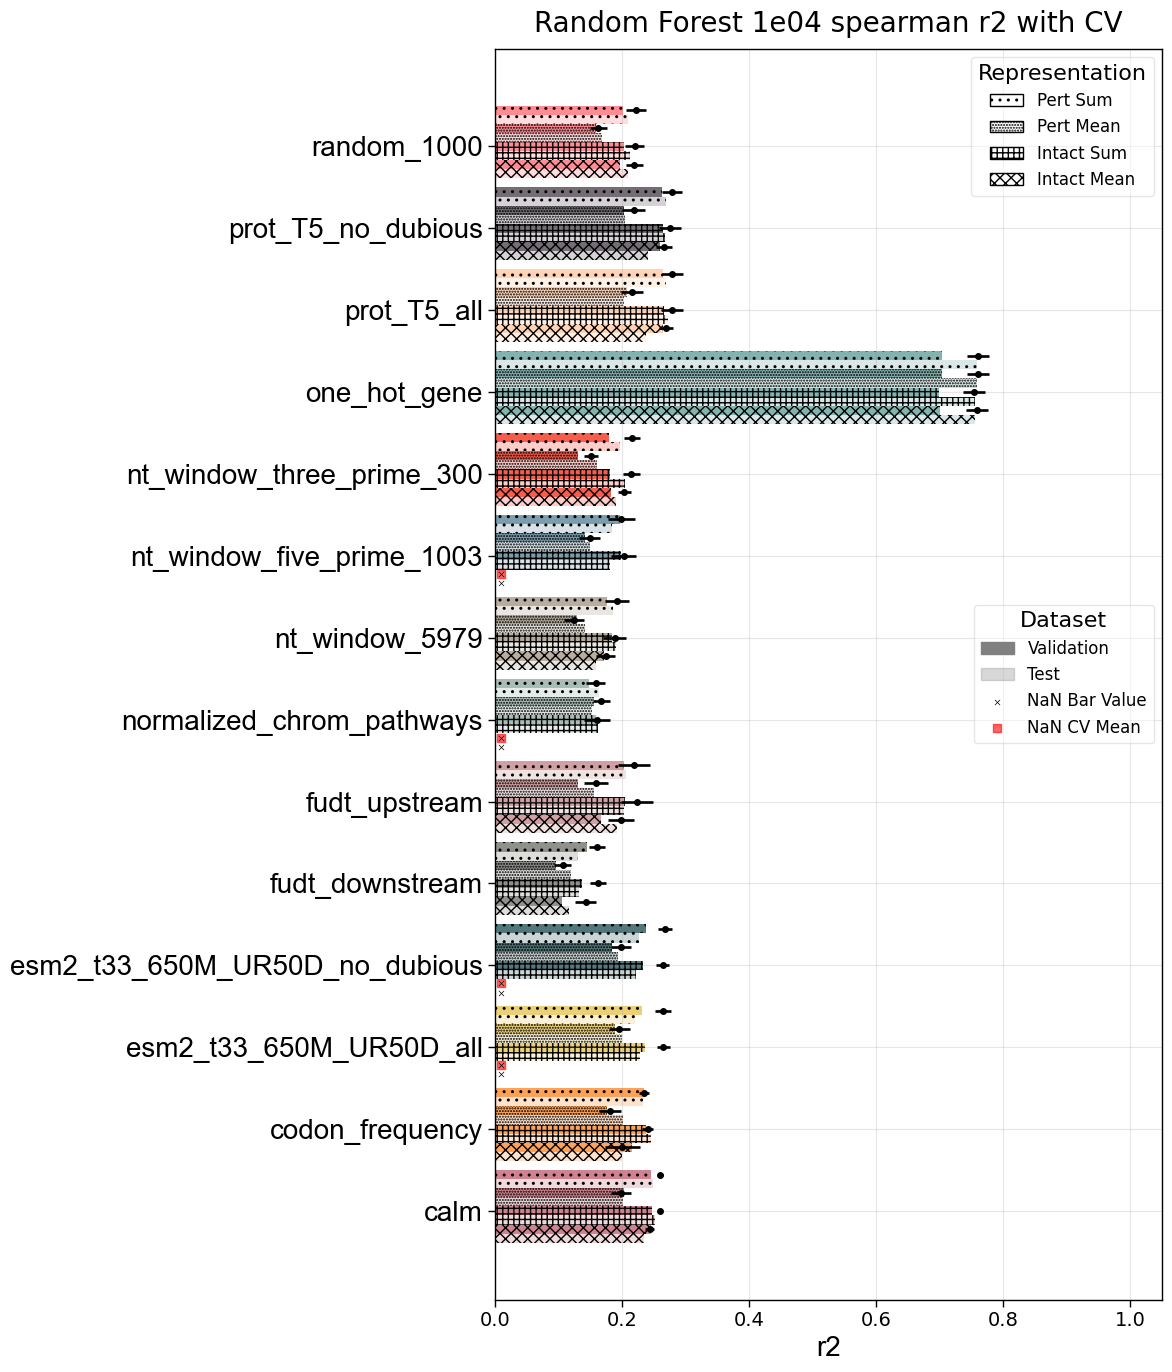 Random Forest 1e04 spearman r2 with CV
Representation
Pert Sum
Pert Mean
Intact Sum
Intact Mean
random_1000
prot_T5_no_dubious
prot_T5_all
one_hot_gene
nt_window_three_prime_300
nt_window_five_prime_1003
nt_window_5979
normalized_chrom_pathways
fudt_upstream
fudt_downstream
esm2_t33_650M_UR50D_no_dubious
esm2_t33_650M_UR50D_all
codon_frequency
calm
Dataset
Validation
Test
NaN Bar Value
NaN CV Mean
0.0 0.2 0.4 0.6 0.8 1.0
r2